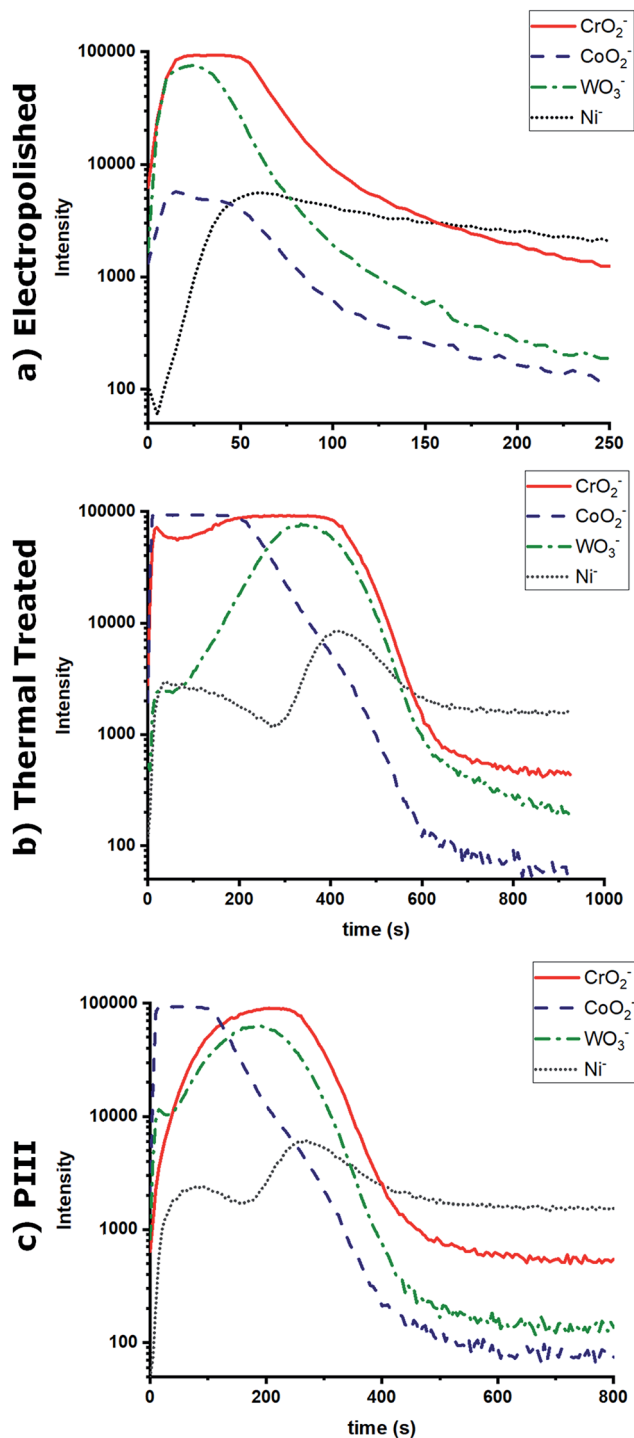 a) Electropolished
CrO₂⁻
CoO₂⁻
WO₃⁻
Ni⁻
Intensity
100000
10000
1000
100
0
50
100
150
200
250
b) Thermal Treated
CrO₂⁻
CoO₂⁻
WO₃⁻
Ni⁻
Intensity
100000
10000
1000
100
0
200
400
600
800
1000
time (s)
c) PIII
CrO₂⁻
CoO₂⁻
WO₃⁻
Ni⁻
Intensity
100000
10000
1000
100
0
200
400
600
800
time (s)